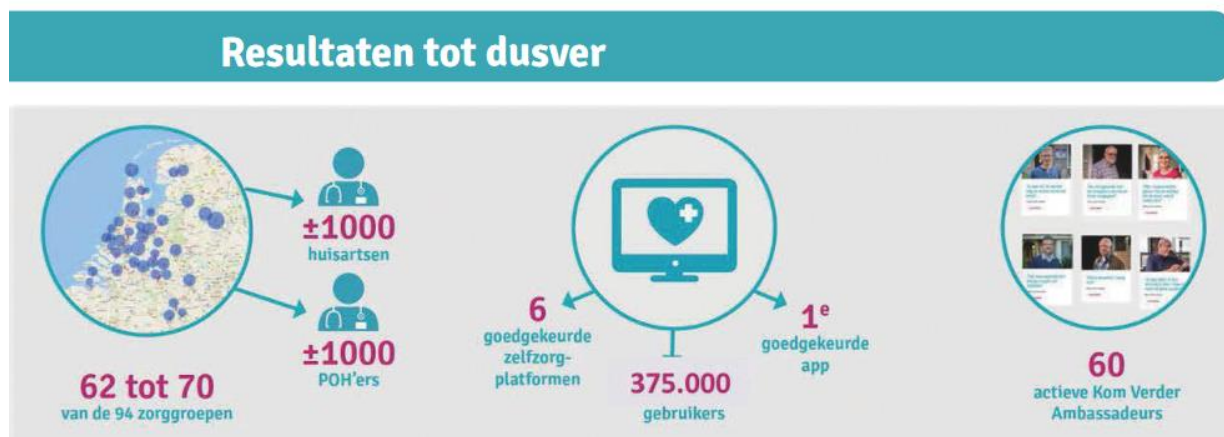 Resultaten tot dusver
±1000
huisartsen
±1000
POH'ers
62 tot 70
van de 94 zorggroepen
6
goedgekeurde
zelfzorg-
platformen
375.000
gebruikers
1e
goedgekeurde
app
60
actieve Kom Verder
Ambassadeurs